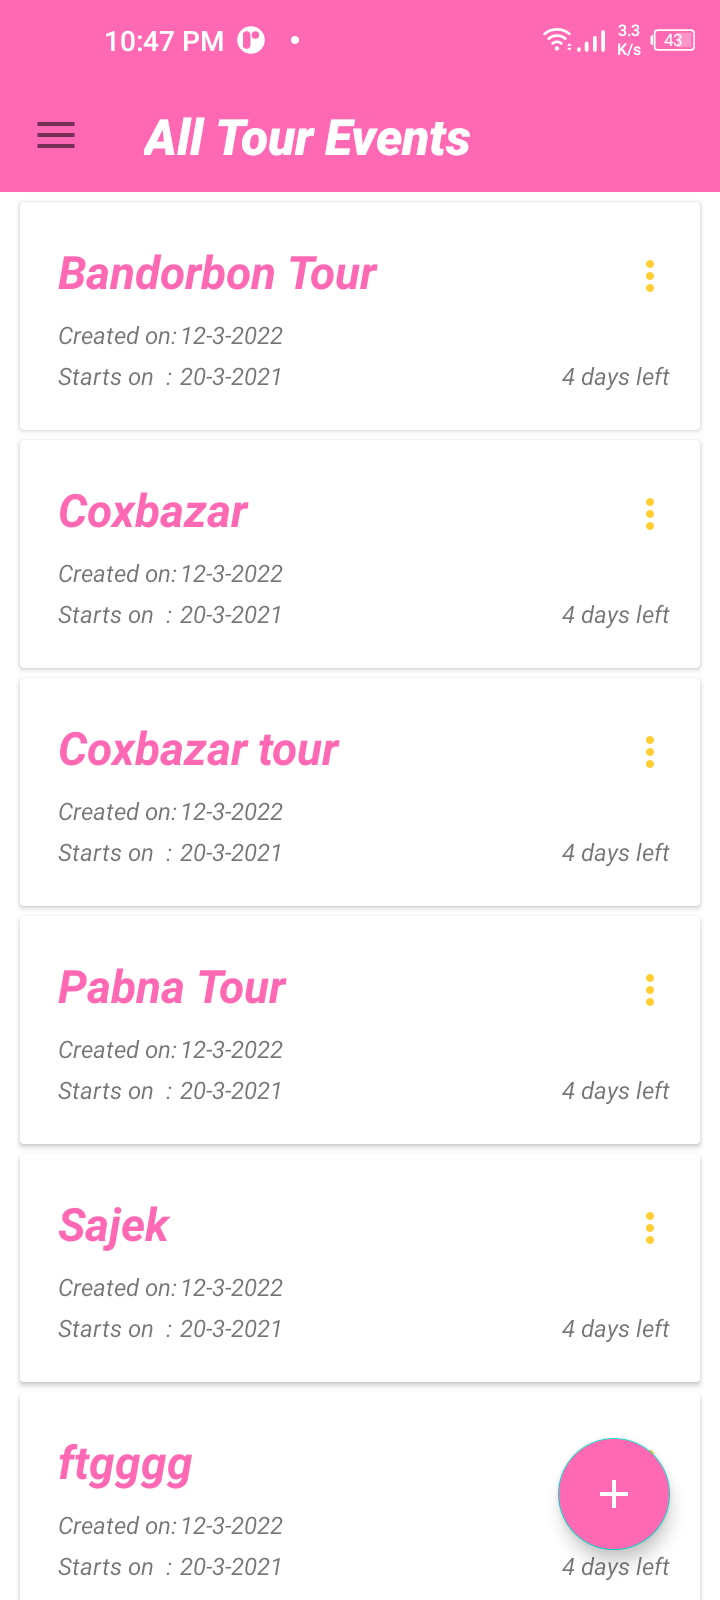 10:47 PM
3.3
K/s
43
All Tour Events
Bandorbon Tour
Created on: 12-3-2022
Starts on : 20-3-2021
4 days left
Coxbazar
Created on: 12-3-2022
Starts on : 20-3-2021
4 days left
Coxbazar tour
Created on: 12-3-2022
Starts on : 20-3-2021
4 days left
Pabna Tour
Created on: 12-3-2022
Starts on : 20-3-2021
4 days left
Sajek
Created on: 12-3-2022
Starts on : 20-3-2021
4 days left
ftgggg
Created on: 12-3-2022
Starts on : 20-3-2021
4 days left